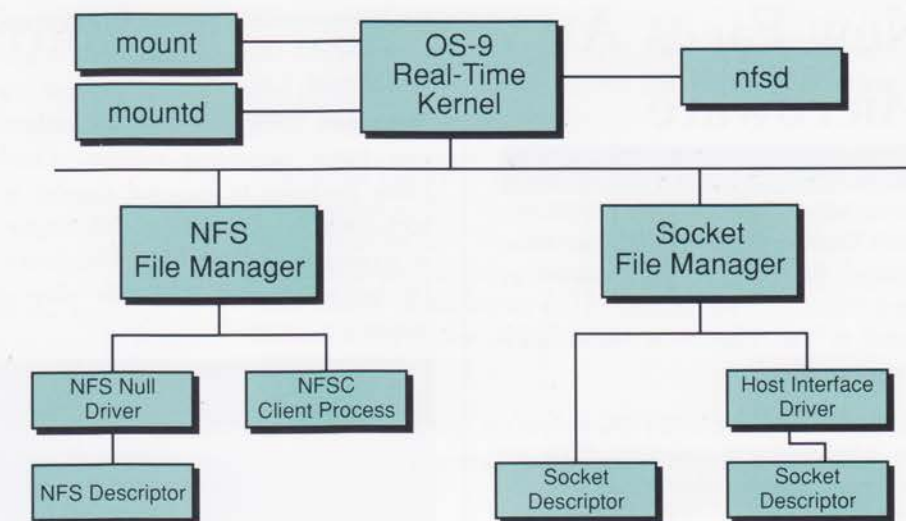 mount
OS-9
Real-Time
Kernel
nfsd
mountd
NFS
File Manager
Socket
File Manager
NFS Null
Driver
NFSC
Client Process
Host Interface
Driver
NFS Descriptor
Socket
Descriptor
Socket
Descriptor